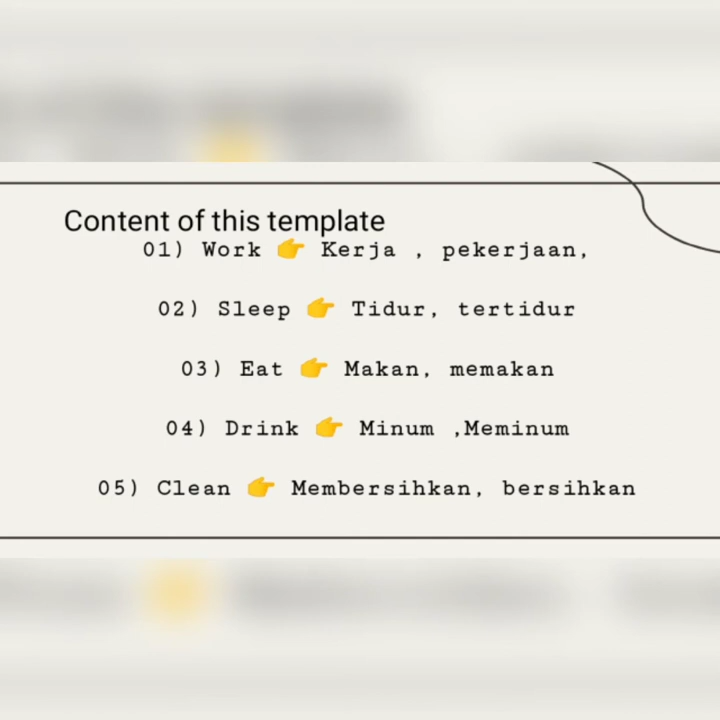 Content of this template
01) Work 👉 Kerja , pekerjaan,
02) Sleep 👉 Tidur, tertidur
03) Eat 👉 Makan, memakan
04) Drink 👉 Minum ,Meminum
05) Clean 👉 Membersihkan, bersihkan